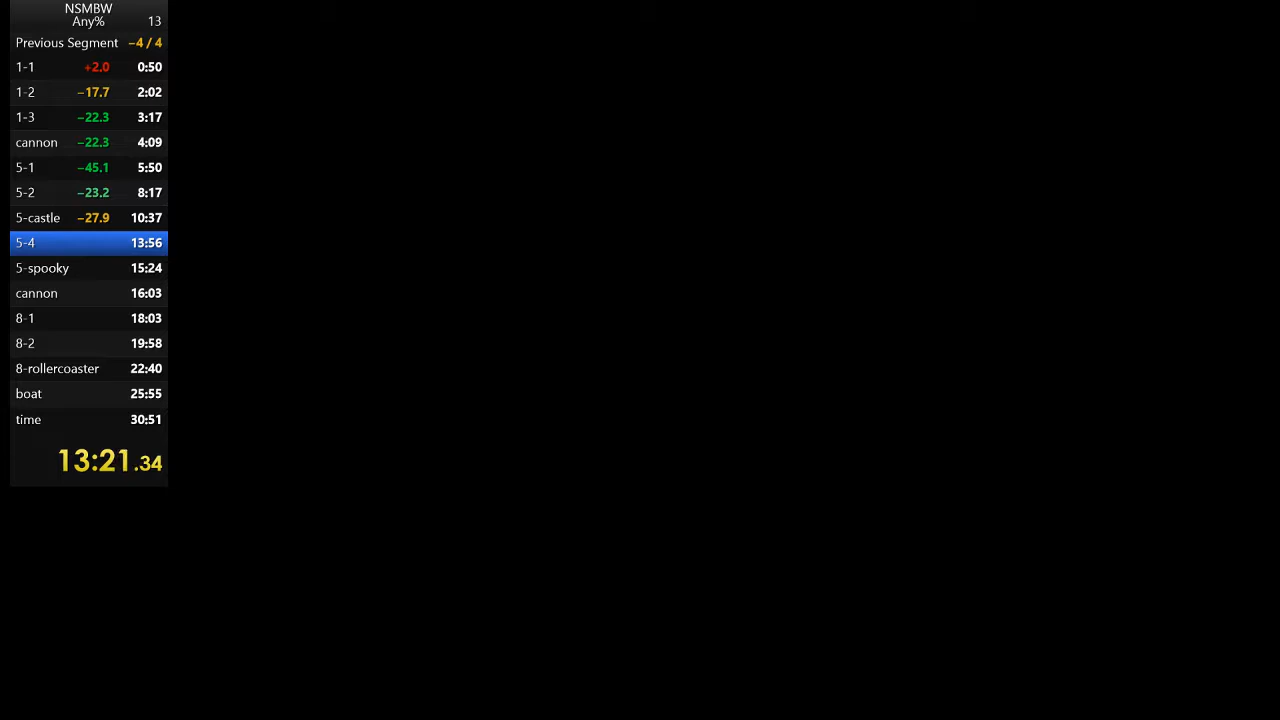 NSMBW
Any% 13
Previous Segment −4 / 4
1-1 +2.0 0:50
1-2 −17.7 2:02
1-3 −22.3 3:17
cannon −22.3 4:09
5-1 −45.1 5:50
5-2 −23.2 8:17
5-castle −27.9 10:37
5-4 13:56
5-spooky 15:24
cannon 16:03
8-1 18:03
8-2 19:58
8-rollercoaster 22:40
boat 25:55
time 30:51
13:21.34